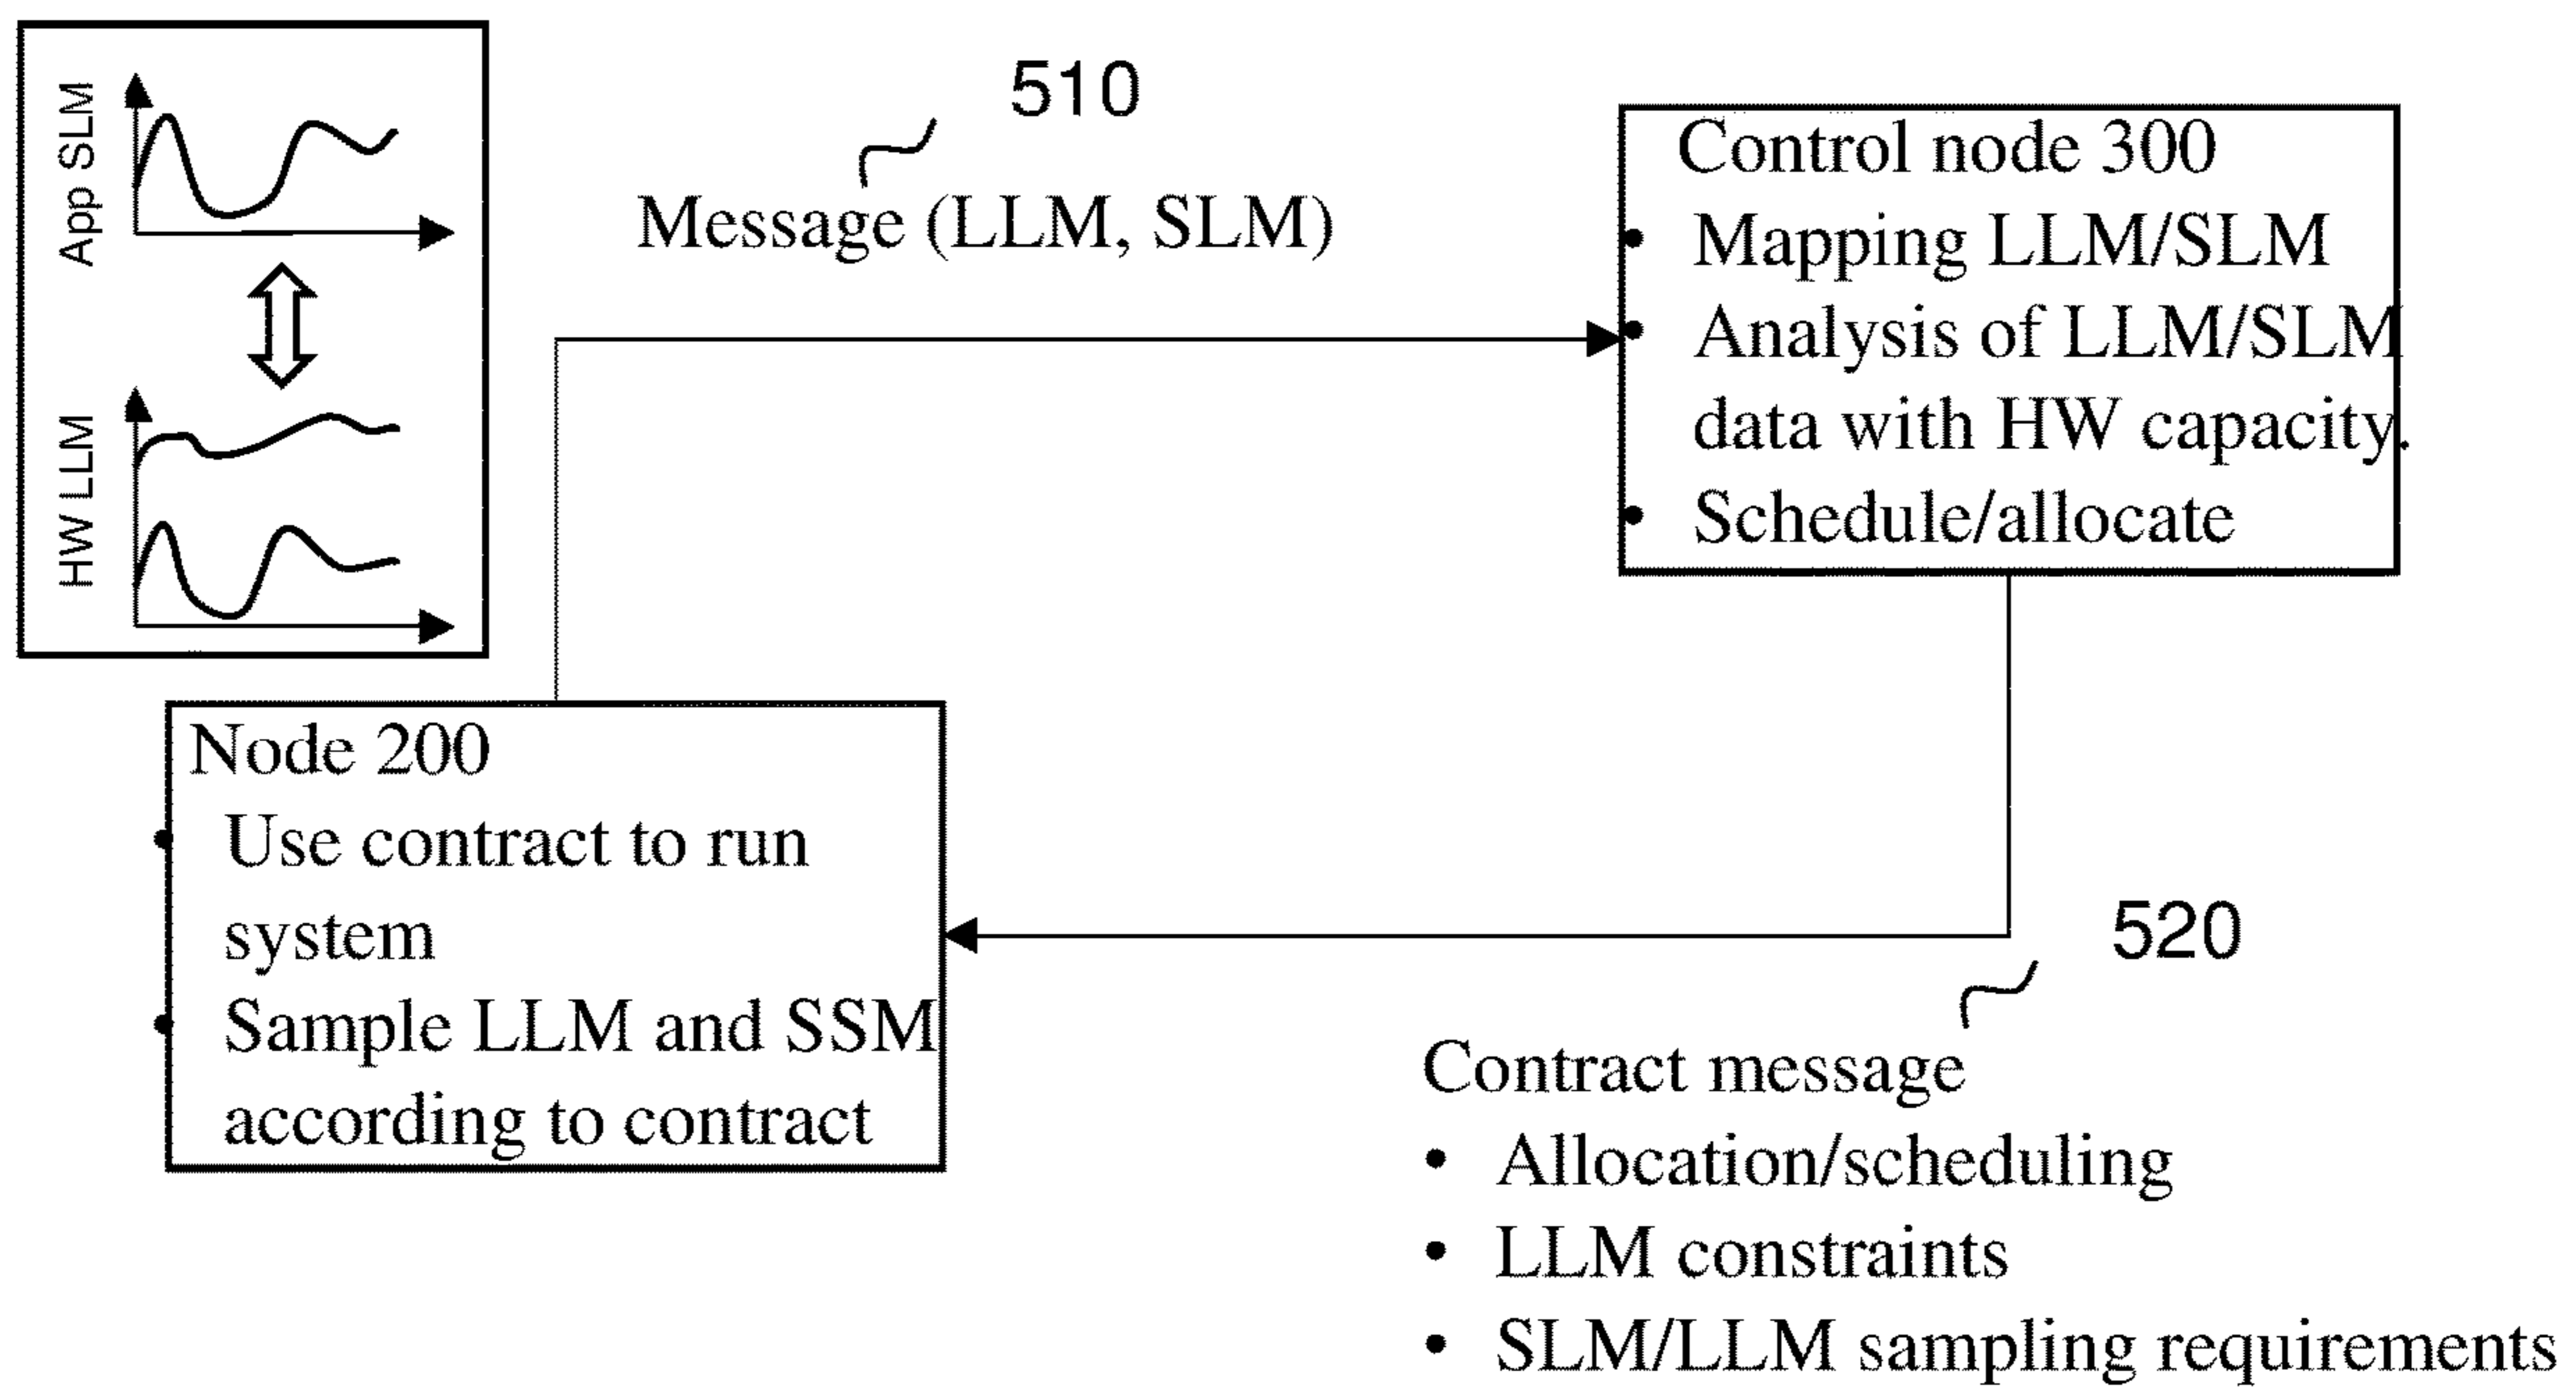 App SLM
HW LLM
510
Message (LLM, SLM)
Control node 300
• Mapping LLM/SLM
• Analysis of LLM/SLM
data with HW capacity.
• Schedule/allocate
Node 200
• Use contract to run
system
• Sample LLM and SSM
according to contract
520
Contract message
• Allocation/scheduling
• LLM constraints
• SLM/LLM sampling requirements